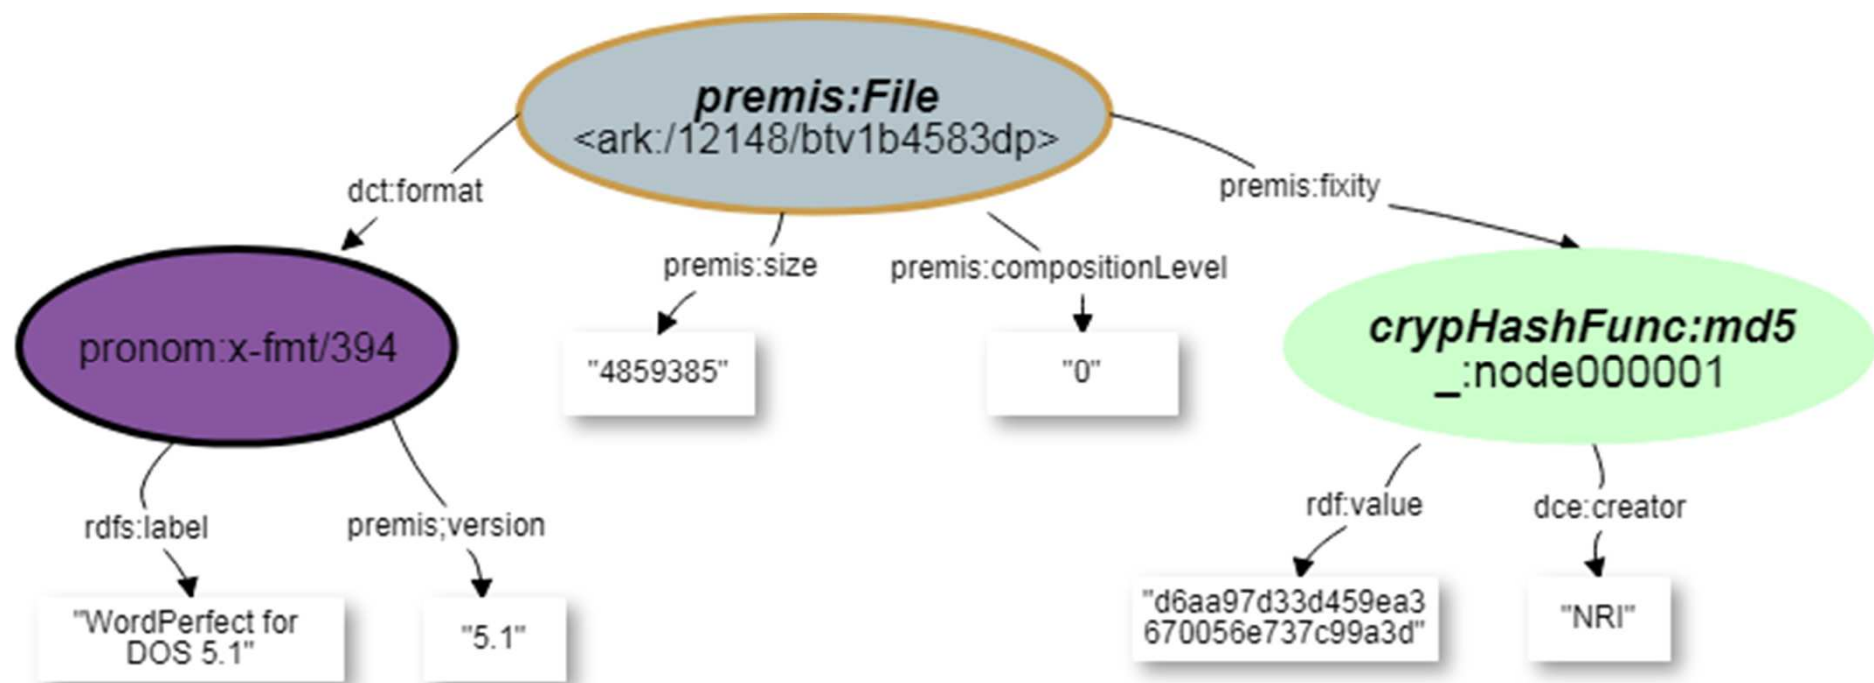 premis:File
<ark:/12148/btv1b4583dp>
dct:format
premis:size
premis:compositionLevel
premis:fixity
pronom:x-fmt/394
"4859385"
"0"
crypHashFunc:md5
_:node000001
rdfs:label
premis;version
rdf:value
dce:creator
"WordPerfect for
DOS 5.1"
"5.1"
"d6aa97d33d459ea3
670056e737c99a3d"
"NRI"